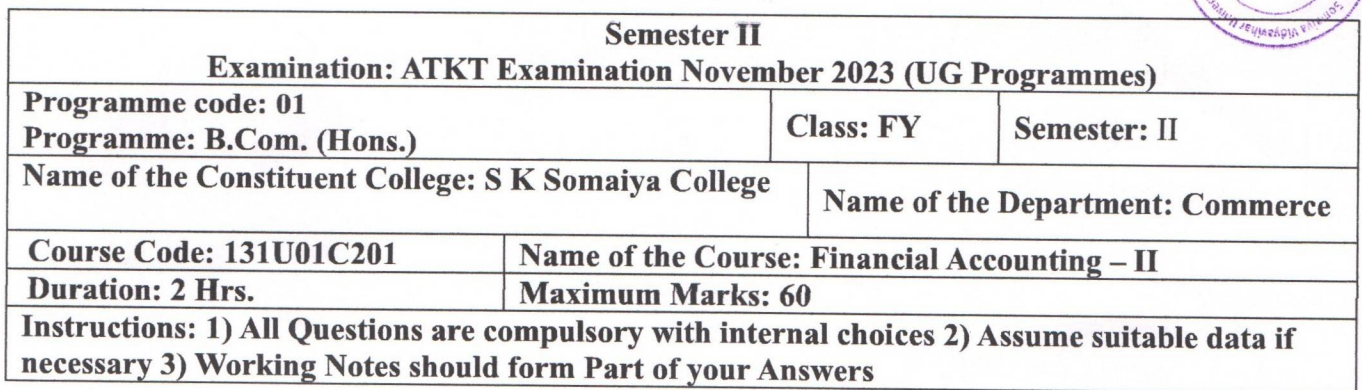 Semester II
Examination: ATKT Examination November 2023 (UG Programmes)
Programme code: 01
Programme: B.Com. (Hons.)
Class: FY
Semester: II
Name of the Constituent College: S K Somaiya College
Name of the Department: Commerce
Course Code: 131U01C201
Name of the Course: Financial Accounting – II
Duration: 2 Hrs.
Maximum Marks: 60
Instructions: 1) All Questions are compulsory with internal choices 2) Assume suitable data if
necessary 3) Working Notes should form Part of your Answers